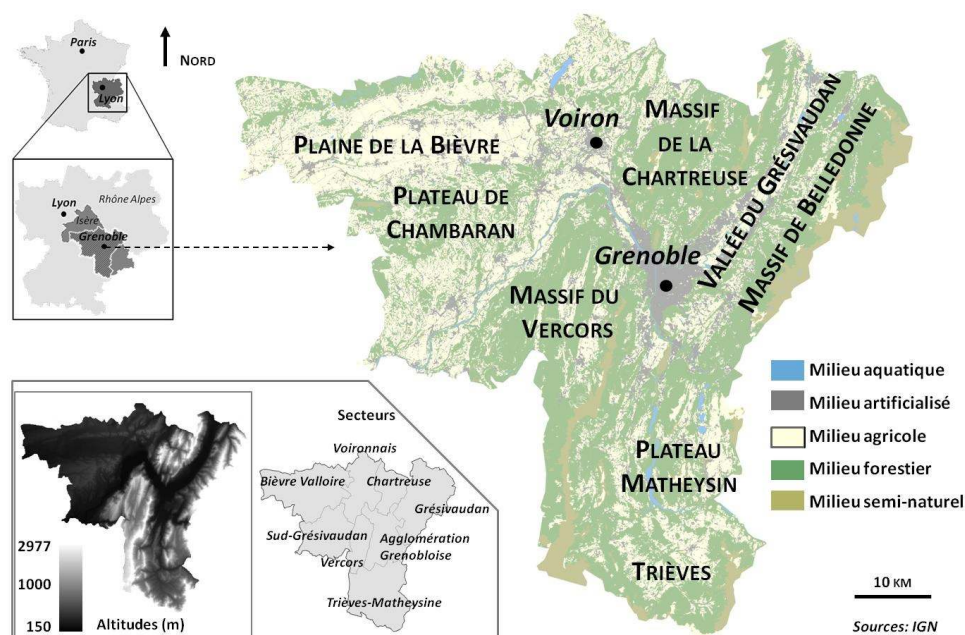 Paris
NORD
Lyon
Lyon
Rhône Alpes
Isère
Grenoble
Voiron
MASSIF
DE LA
CHARTREUSE
PLAINE DE LA BIÈVRE
PLATEAU DE
CHAMBARAN
VALLÉE DU GRÉSIVAUDAN
MASSIF DE BELLEDONNE
Grenoble
MASSIF DU
VERCORS
PLATEAU
MATHEYSIN
TRIÈVES
Milieu aquatique
Milieu artificialisé
Milieu agricole
Milieu forestier
Milieu semi-naturel
10 KM
Sources: IGN
2977
1000
150
Altitudes (m)
Secteurs
Voironnais
Bièvre Valloire
Chartreuse
Grésivaudan
Sud-Grésivaudan
Agglomération
Grenobloise
Vercors
Trièves-Matheysine